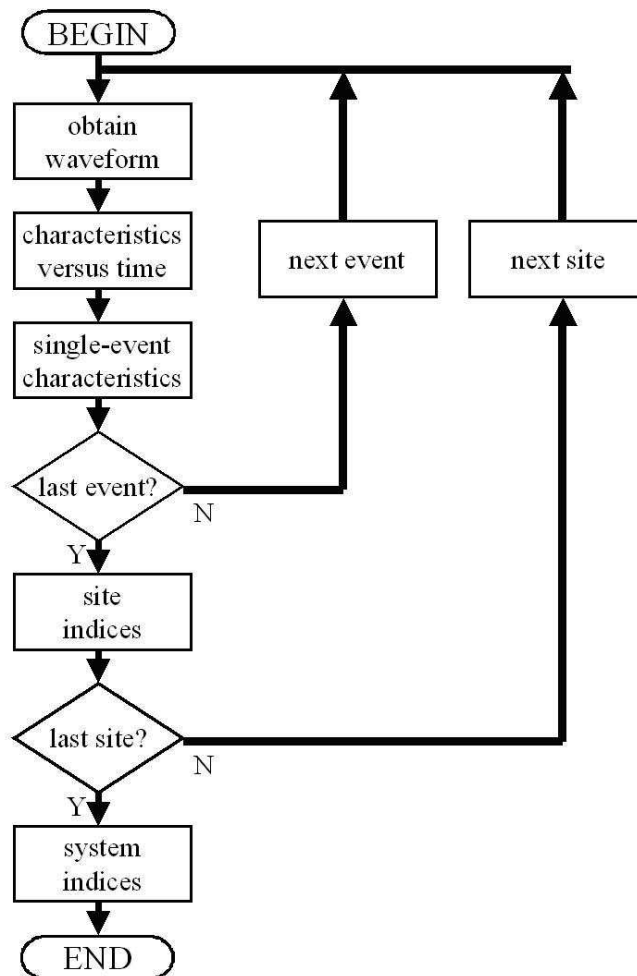 BEGIN
obtain
waveform
characteristics
versus time
next event
next site
single-event
characteristics
last event?
N
Y
site
indices
last site?
N
Y
system
indices
END